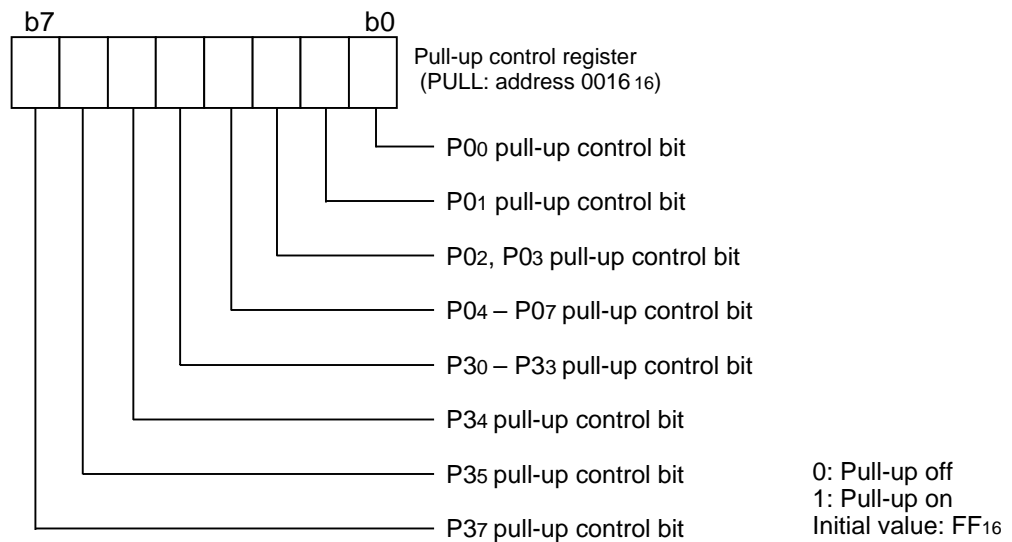 b7 b0
Pull-up control register
(PULL: address 0016 16)
P00 pull-up control bit
P01 pull-up control bit
P02, P03 pull-up control bit
P04 – P07 pull-up control bit
P30 – P33 pull-up control bit
P34 pull-up control bit
P35 pull-up control bit
P37 pull-up control bit
0: Pull-up off
1: Pull-up on
Initial value: FF16